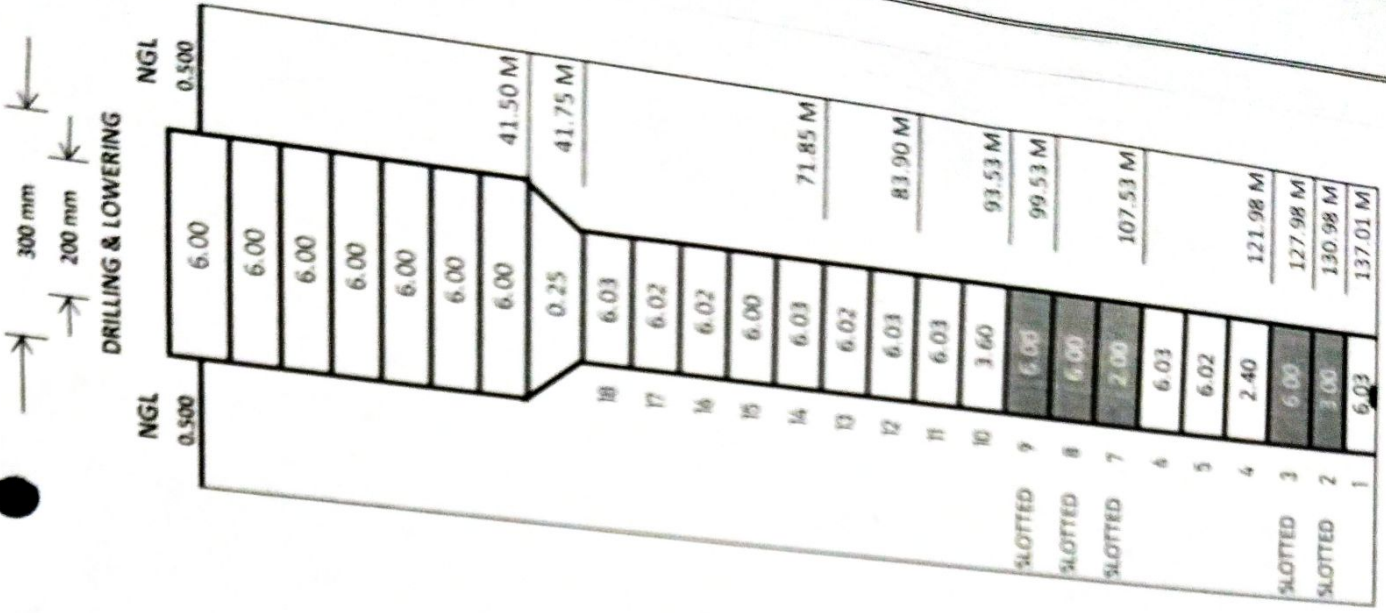 300 mm
200 mm
DRILLING & LOWERING
NGL NGL
0.500 0.500
6.00
6.00
6.00
6.00
6.00
6.00
6.00 41.50 M
0.25 41.75 M
18 6.03
17 6.02
16 6.02
15 6.00
14 6.03 71.85 M
13 6.02
12 6.03 83.90 M
11 6.03
10 3.60 93.53 M
SLOTTED 9 6.00 99.53 M
SLOTTED 8 6.00
SLOTTED 7 2.00 107.53 M
6 6.03
5 6.02
4 2.40 121.98 M
SLOTTED 3 6.00 127.98 M
SLOTTED 2 3.00 130.98 M
1 6.03 137.01 M